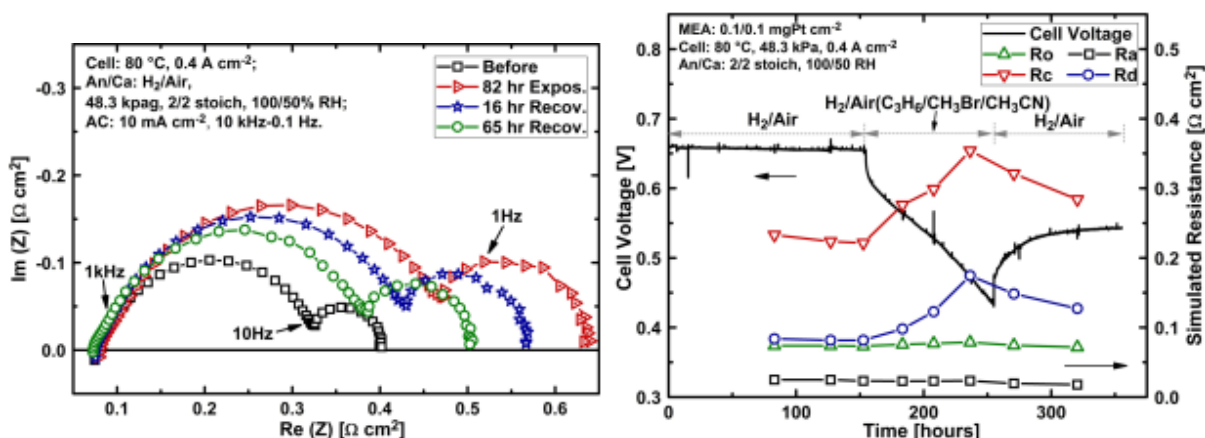 Cell: 80 °C, 0.4 A cm⁻²;
An/Ca: H₂/Air,
48.3 kpag, 2/2 stoich, 100/50% RH;
AC: 10 mA cm⁻², 10 kHz-0.1 Hz.
Before
82 hr Expos.
16 hr Recov.
65 hr Recov.
1kHz
10Hz
1Hz
-0.3
-0.2
-0.1
0.0
Im (Z) [Ω cm²]
0.1 0.2 0.3 0.4 0.5 0.6
Re (Z) [Ω cm²]
MEA: 0.1/0.1 mgPt cm⁻²
Cell: 80 °C, 48.3 kPa, 0.4 A cm⁻²
An/Ca: 2/2 stoich, 100/50 RH
Cell Voltage
Ro Ra
Rc Rd
H₂/Air(C₃H₆/CH₃Br/CH₃CN)
H₂/Air
H₂/Air
0.8
0.7
0.6
0.5
0.4
0.3
Cell Voltage [V]
0.5
0.4
0.3
0.2
0.1
0.0
Simulated Resistance [Ω cm²]
0 100 200 300
Time [hours]